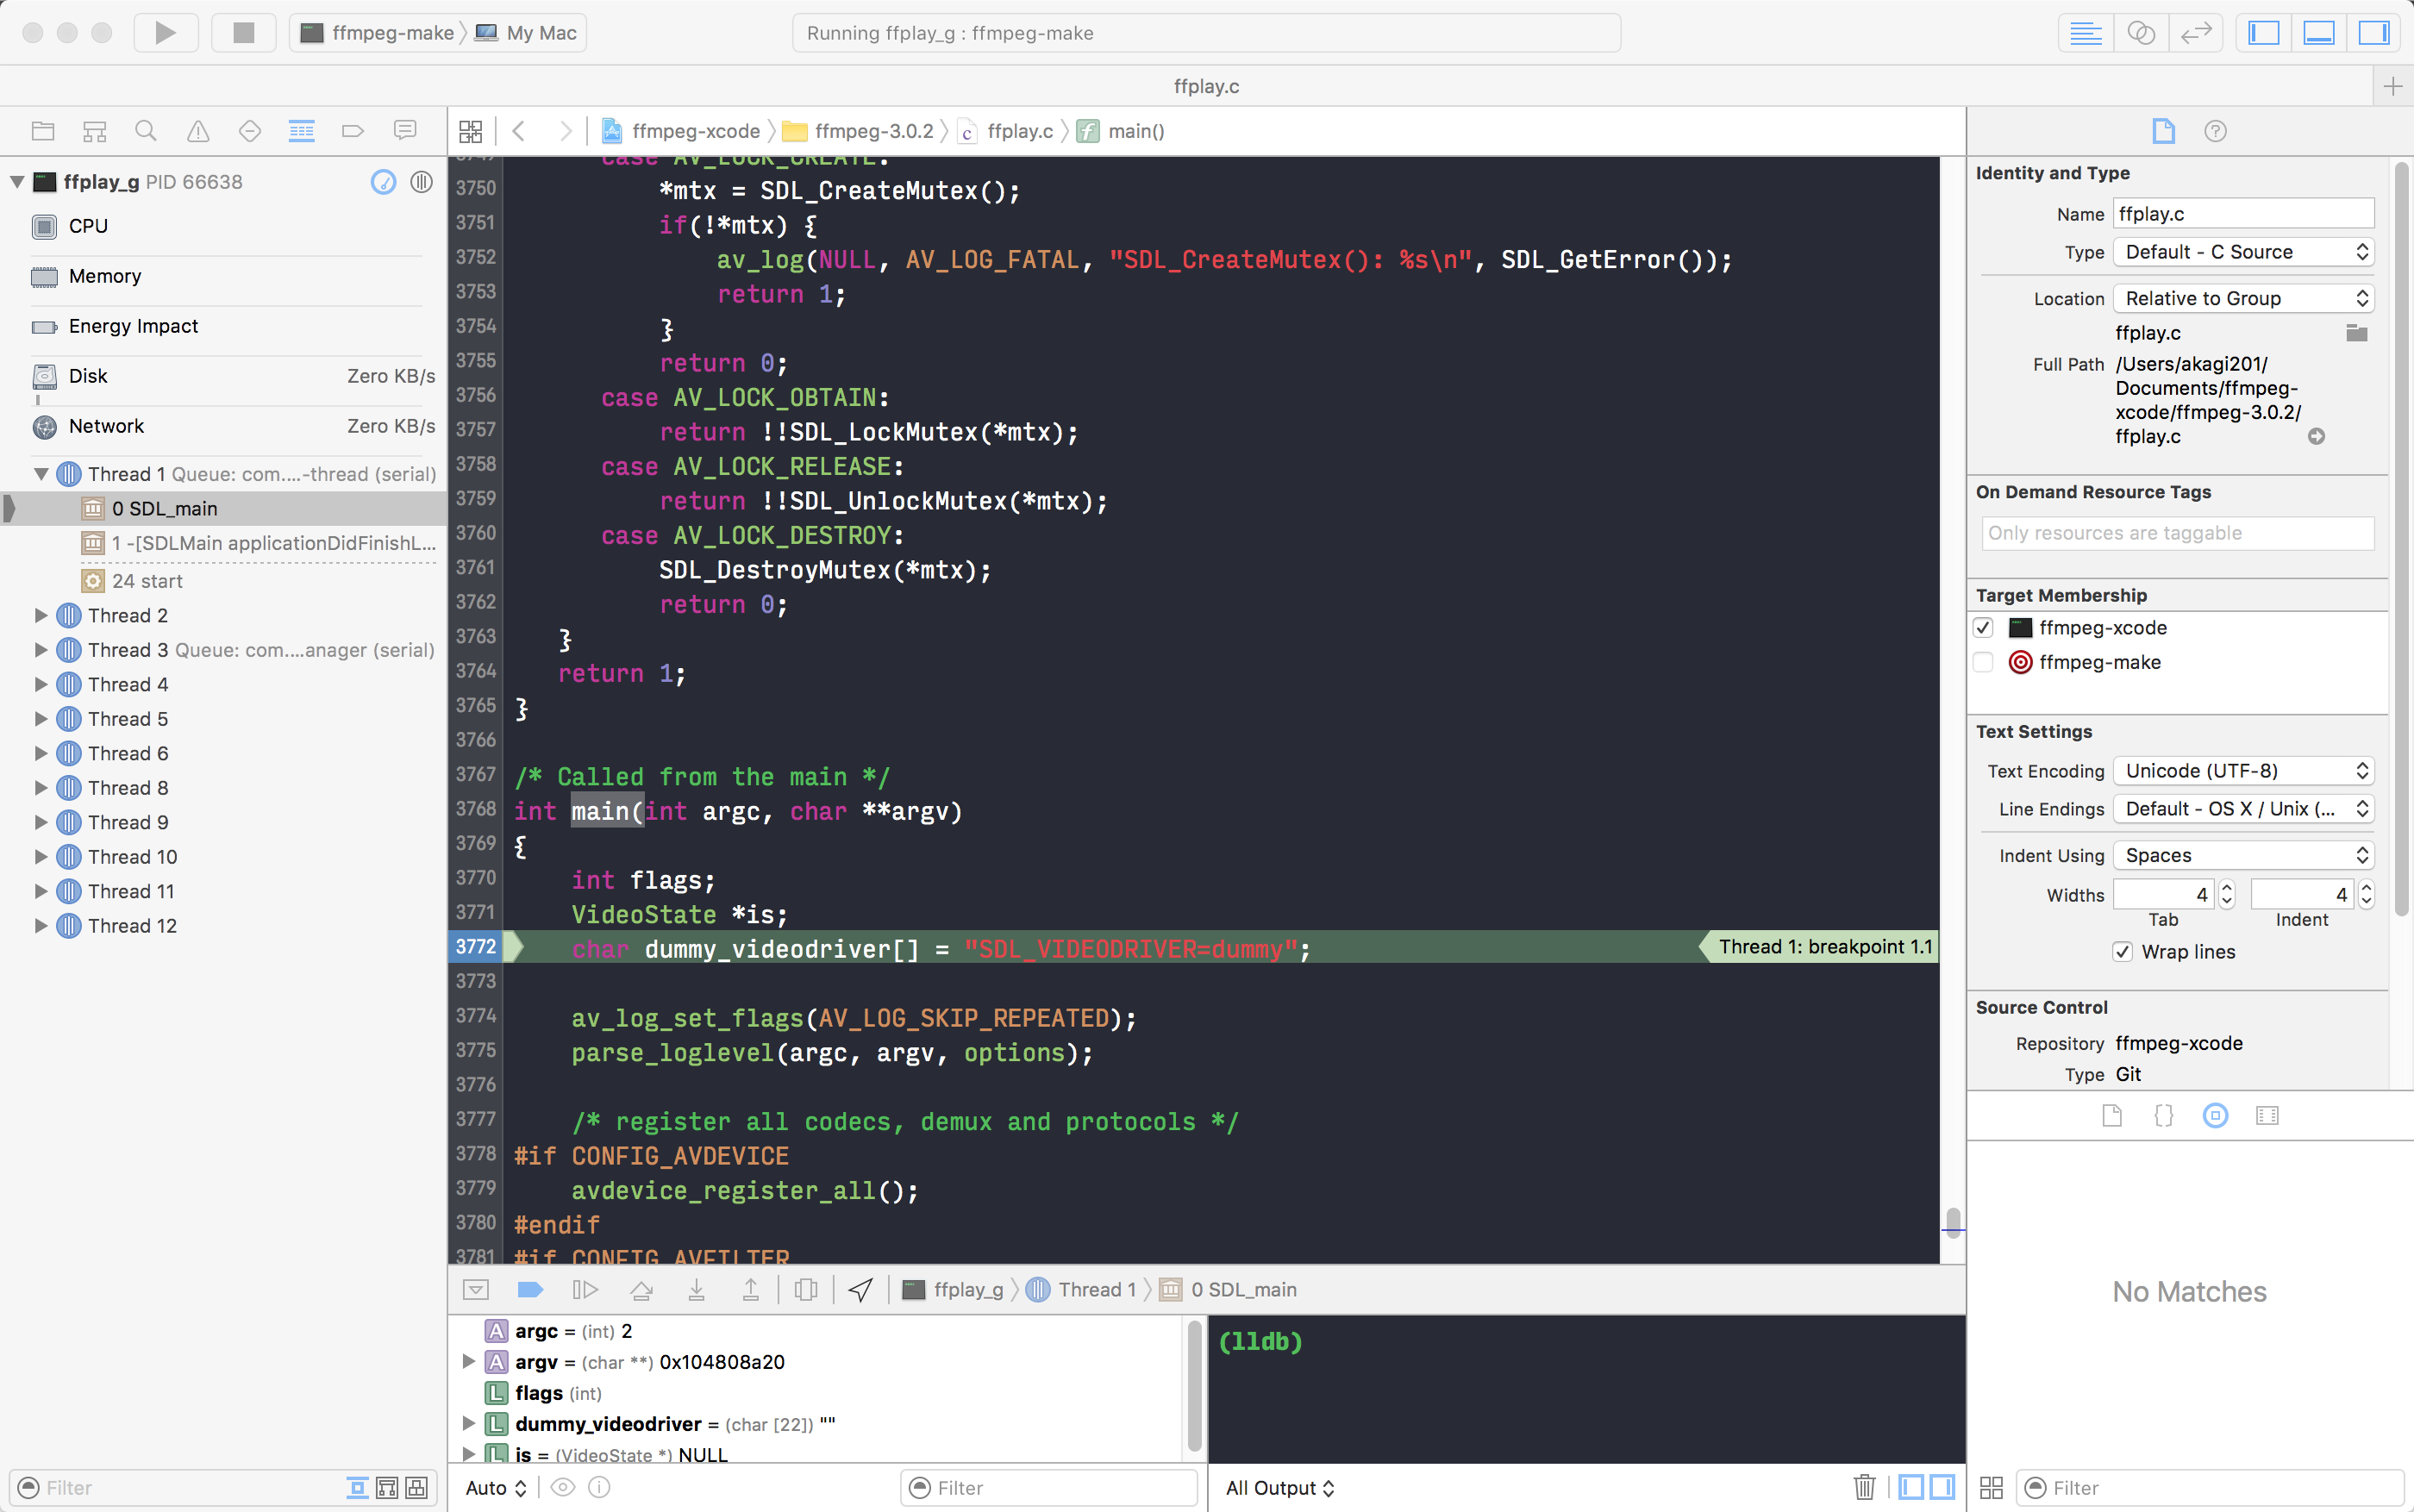 ffmpeg-make My Mac
Running ffplay_g : ffmpeg-make
ffplay.c
ffmpeg-xcode ffmpeg-3.0.2 ffplay.c main()
ffplay_g PID 66638
CPU
Memory
Energy Impact
Disk Zero KB/s
Network Zero KB/s
Thread 1 Queue: com....-thread (serial)
0 SDL_main
1 -[SDLMain applicationDidFinishL...
24 start
Thread 2
Thread 3 Queue: com....anager (serial)
Thread 4
Thread 5
Thread 6
Thread 8
Thread 9
Thread 10
Thread 11
Thread 12
Filter
3749 case AV_LOCK_CREATE:
3750 *mtx = SDL_CreateMutex();
3751 if(!*mtx) {
3752 av_log(NULL, AV_LOG_FATAL, "SDL_CreateMutex(): %s\n", SDL_GetError());
3753 return 1;
3754 }
3755 return 0;
3756 case AV_LOCK_OBTAIN:
3757 return !!SDL_LockMutex(*mtx);
3758 case AV_LOCK_RELEASE:
3759 return !!SDL_UnlockMutex(*mtx);
3760 case AV_LOCK_DESTROY:
3761 SDL_DestroyMutex(*mtx);
3762 return 0;
3763 }
3764 return 1;
3765 }
3766
3767 /* Called from the main */
3768 int main(int argc, char **argv)
3769 {
3770 int flags;
3771 VideoState *is;
3772 char dummy_videodriver[] = "SDL_VIDEODRIVER=dummy"; Thread 1: breakpoint 1.1
3773
3774 av_log_set_flags(AV_LOG_SKIP_REPEATED);
3775 parse_loglevel(argc, argv, options);
3776
3777 /* register all codecs, demux and protocols */
3778 #if CONFIG_AVDEVICE
3779 avdevice_register_all();
3780 #endif
3781 #if CONFIG_AVFILTER
ffplay_g Thread 1 0 SDL_main
A argc = (int) 2
A argv = (char **) 0x104808a20
L flags (int)
L dummy_videodriver = (char [22]) ""
L is = (VideoState *) NULL
Auto Filter
(lldb)
All Output
Identity and Type
Name ffplay.c
Type Default - C Source
Location Relative to Group
ffplay.c
Full Path /Users/akagi201/
Documents/ffmpeg-
xcode/ffmpeg-3.0.2/
ffplay.c
On Demand Resource Tags
Only resources are taggable
Target Membership
ffmpeg-xcode
ffmpeg-make
Text Settings
Text Encoding Unicode (UTF-8)
Line Endings Default - OS X / Unix (...
Indent Using Spaces
Widths 4 4
Tab Indent
Wrap lines
Source Control
Repository ffmpeg-xcode
Type Git
No Matches
Filter